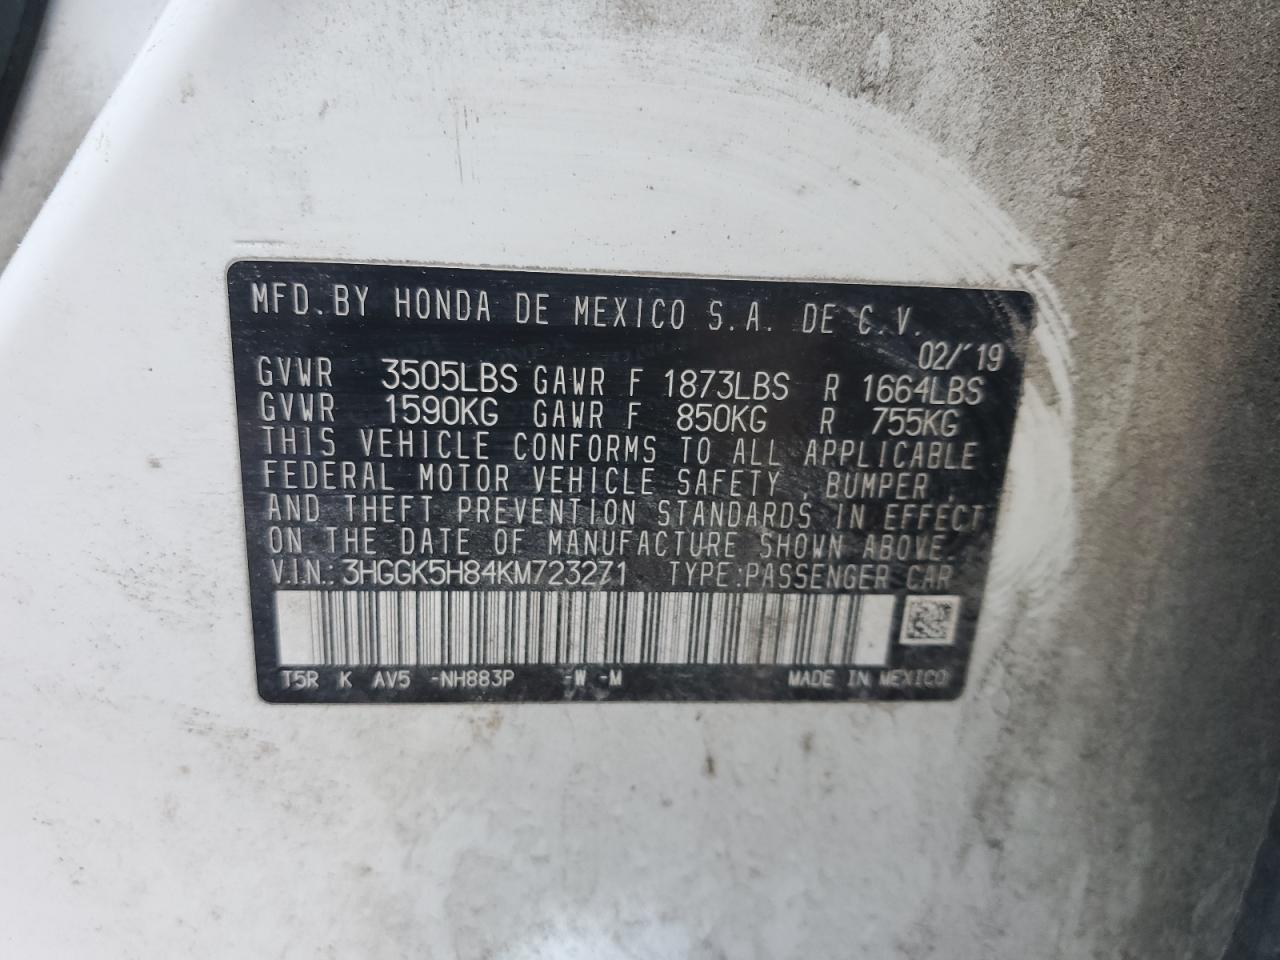 MFD. BY HONDA DE MEXICO S.A. DE C.V.
02/'19
GVWR 3505LBS GAWR F 1873LBS R 1664LBS
GVWR 1590KG GAWR F 850KG R 755KG
THIS VEHICLE CONFORMS TO ALL APPLICABLE
FEDERAL MOTOR VEHICLE SAFETY , BUMPER ,
AND THEFT PREVENTION STANDARDS IN EFFECT
ON THE DATE OF MANUFACTURE SHOWN ABOVE.
V.I.N.: 3HGGK5H84KM723271 TYPE:PASSENGER CAR
T5R K AV5 -NH883P -W -M MADE IN MEXICO